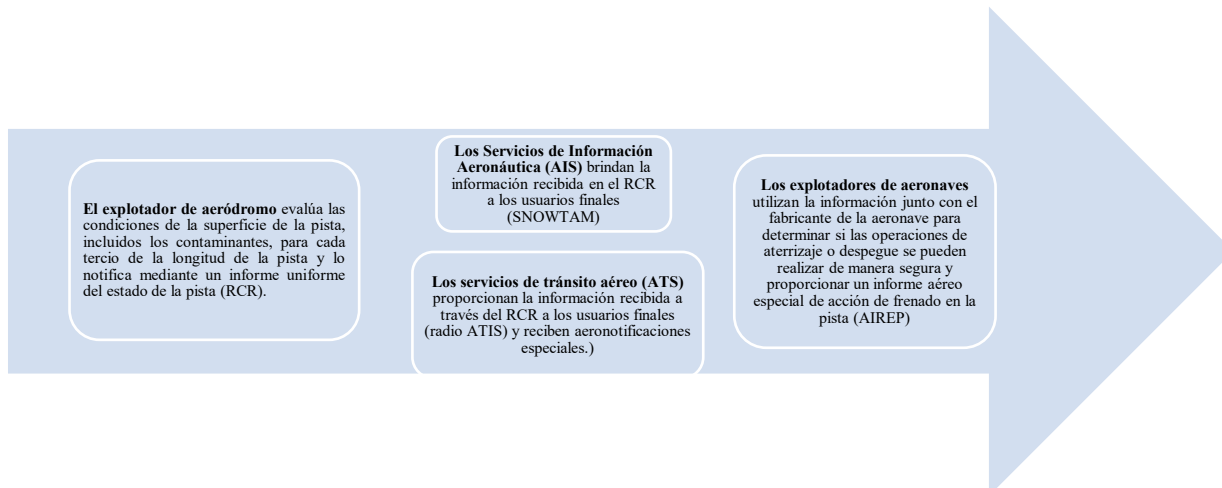 El explotador de aeródromo evalúa las
condiciones de la superficie de la pista,
incluidos los contaminantes, para cada
tercio de la longitud de la pista y lo
notifica mediante un informe uniforme
del estado de la pista (RCR).
Los Servicios de Información
Aeronáutica (AIS) brindan la
información recibida en el RCR
a los usuarios finales
(SNOWTAM)
Los servicios de tránsito aéreo (ATS)
proporcionan la información recibida a
través del RCR a los usuarios finales
(radio ATIS) y reciben aeronotificaciones
especiales.)
Los explotadores de aeronaves
utilizan la información junto con el
fabricante de la aeronave para
determinar si las operaciones de
aterrizaje o despegue se pueden
realizar de manera segura y
proporcionar un informe aéreo
especial de acción de frenado en la
pista (AIREP)